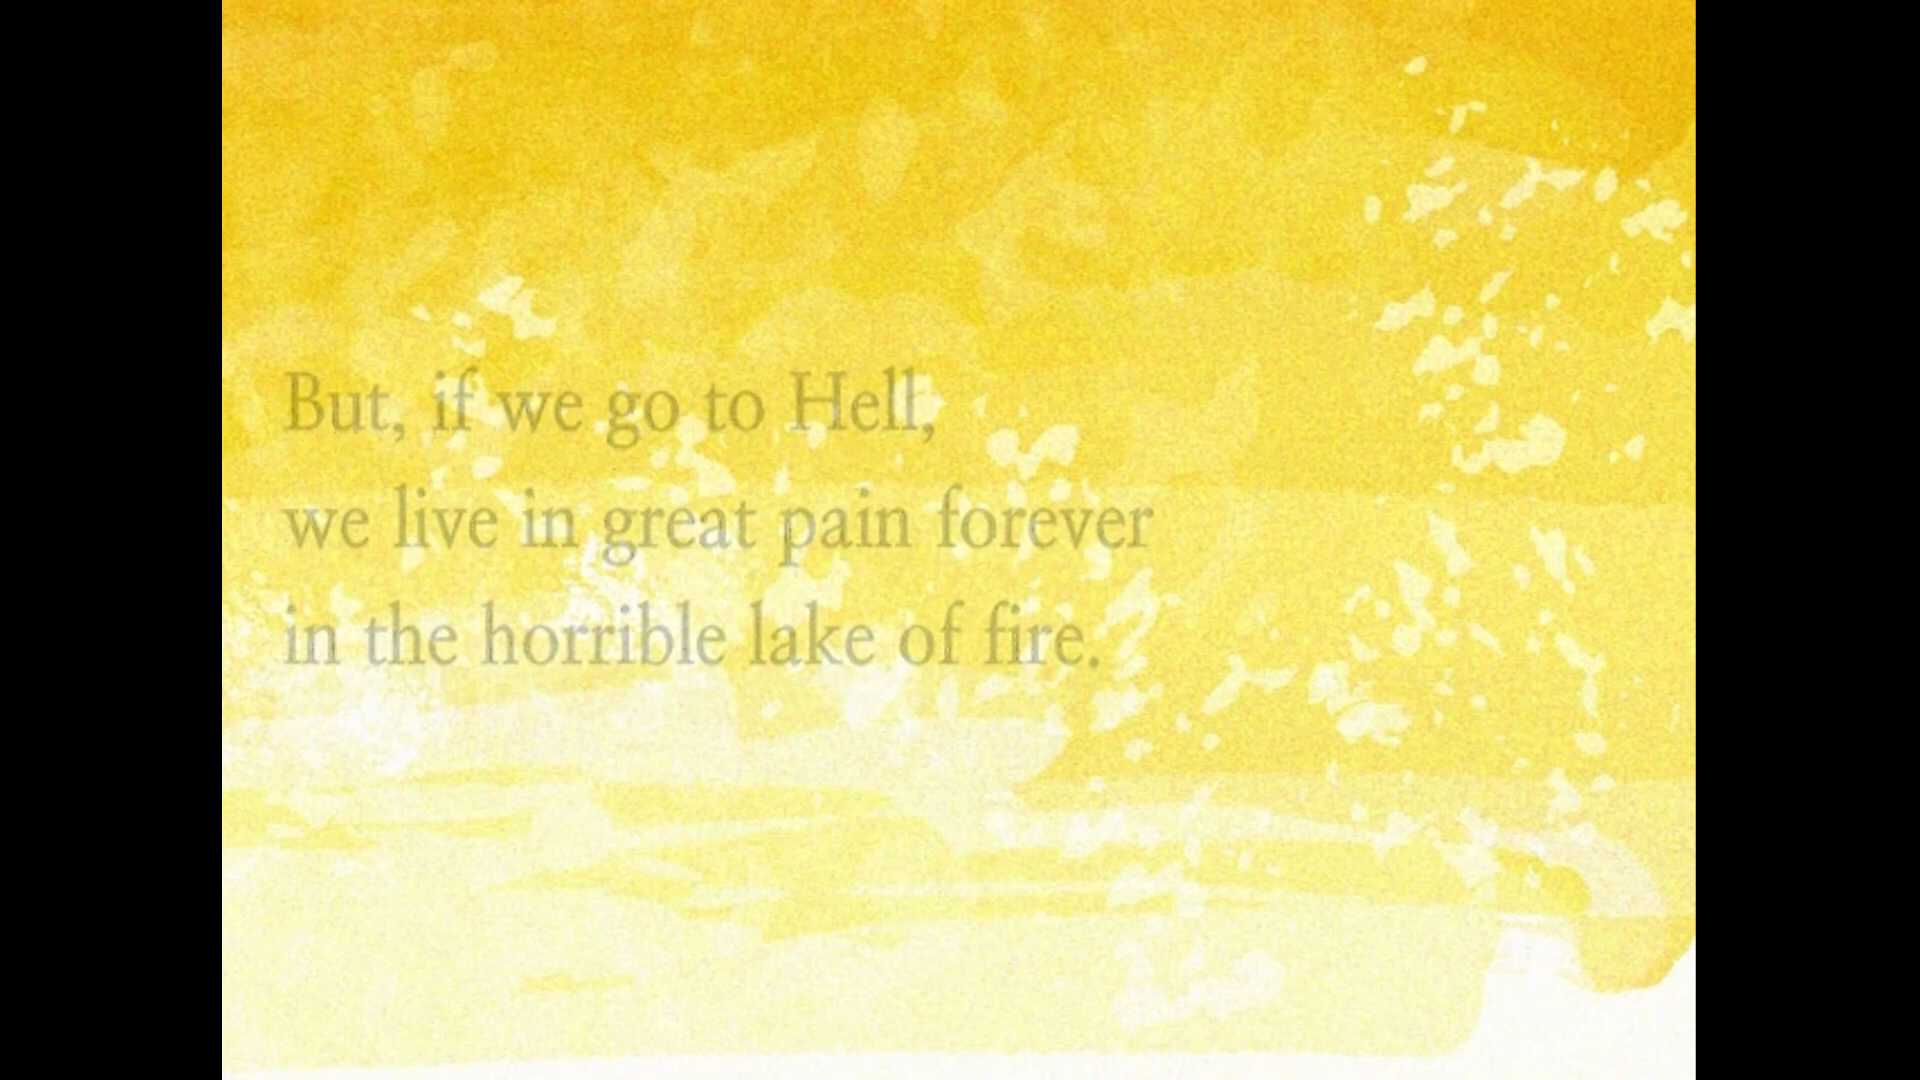 But, if we go to Hell,
we live in great pain forever
in the horrible lake of fire.